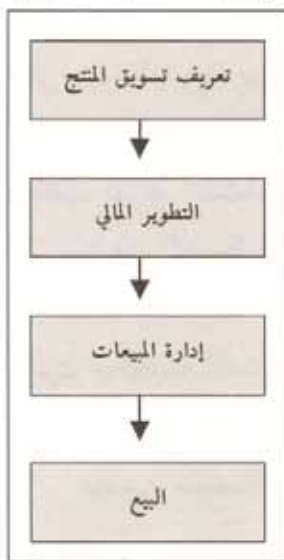 تعريف تسويق المنتج
التطوير المالي
إدارة المبيعات
البيع